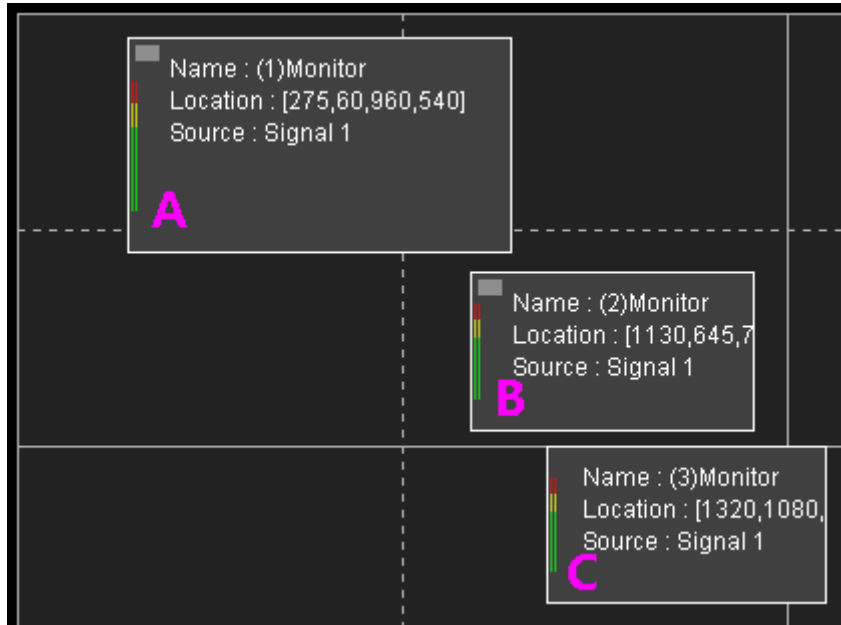 Name : (1)Monitor
Location : [275,60,960,540]
Source : Signal 1
A
Name : (2)Monitor
Location : [1130,645,7
Source : Signal 1
B
Name : (3)Monitor
Location : [1320,1080,
Source : Signal 1
C